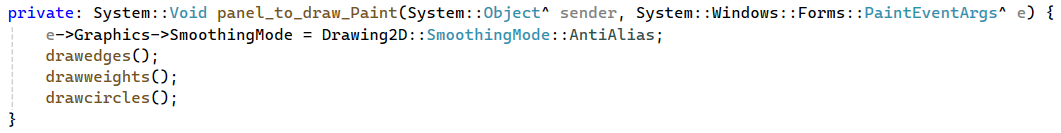 private: System::Void panel_to_draw_Paint(System::Object^ sender, System::Windows::Forms::PaintEventArgs^ e) {
e->Graphics->SmoothingMode = Drawing2D::SmoothingMode::AntiAlias;
drawedges();
drawweights();
drawcircles();
}